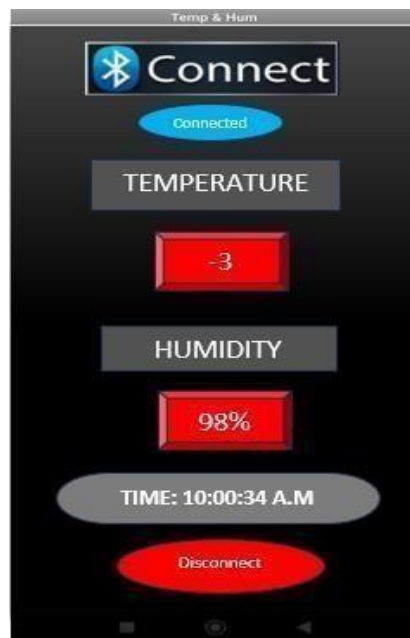 Temp & Hum
Connect
Connected
TEMPERATURE
-3
HUMIDITY
98%
TIME: 10:00:34 A.M
Disconnect